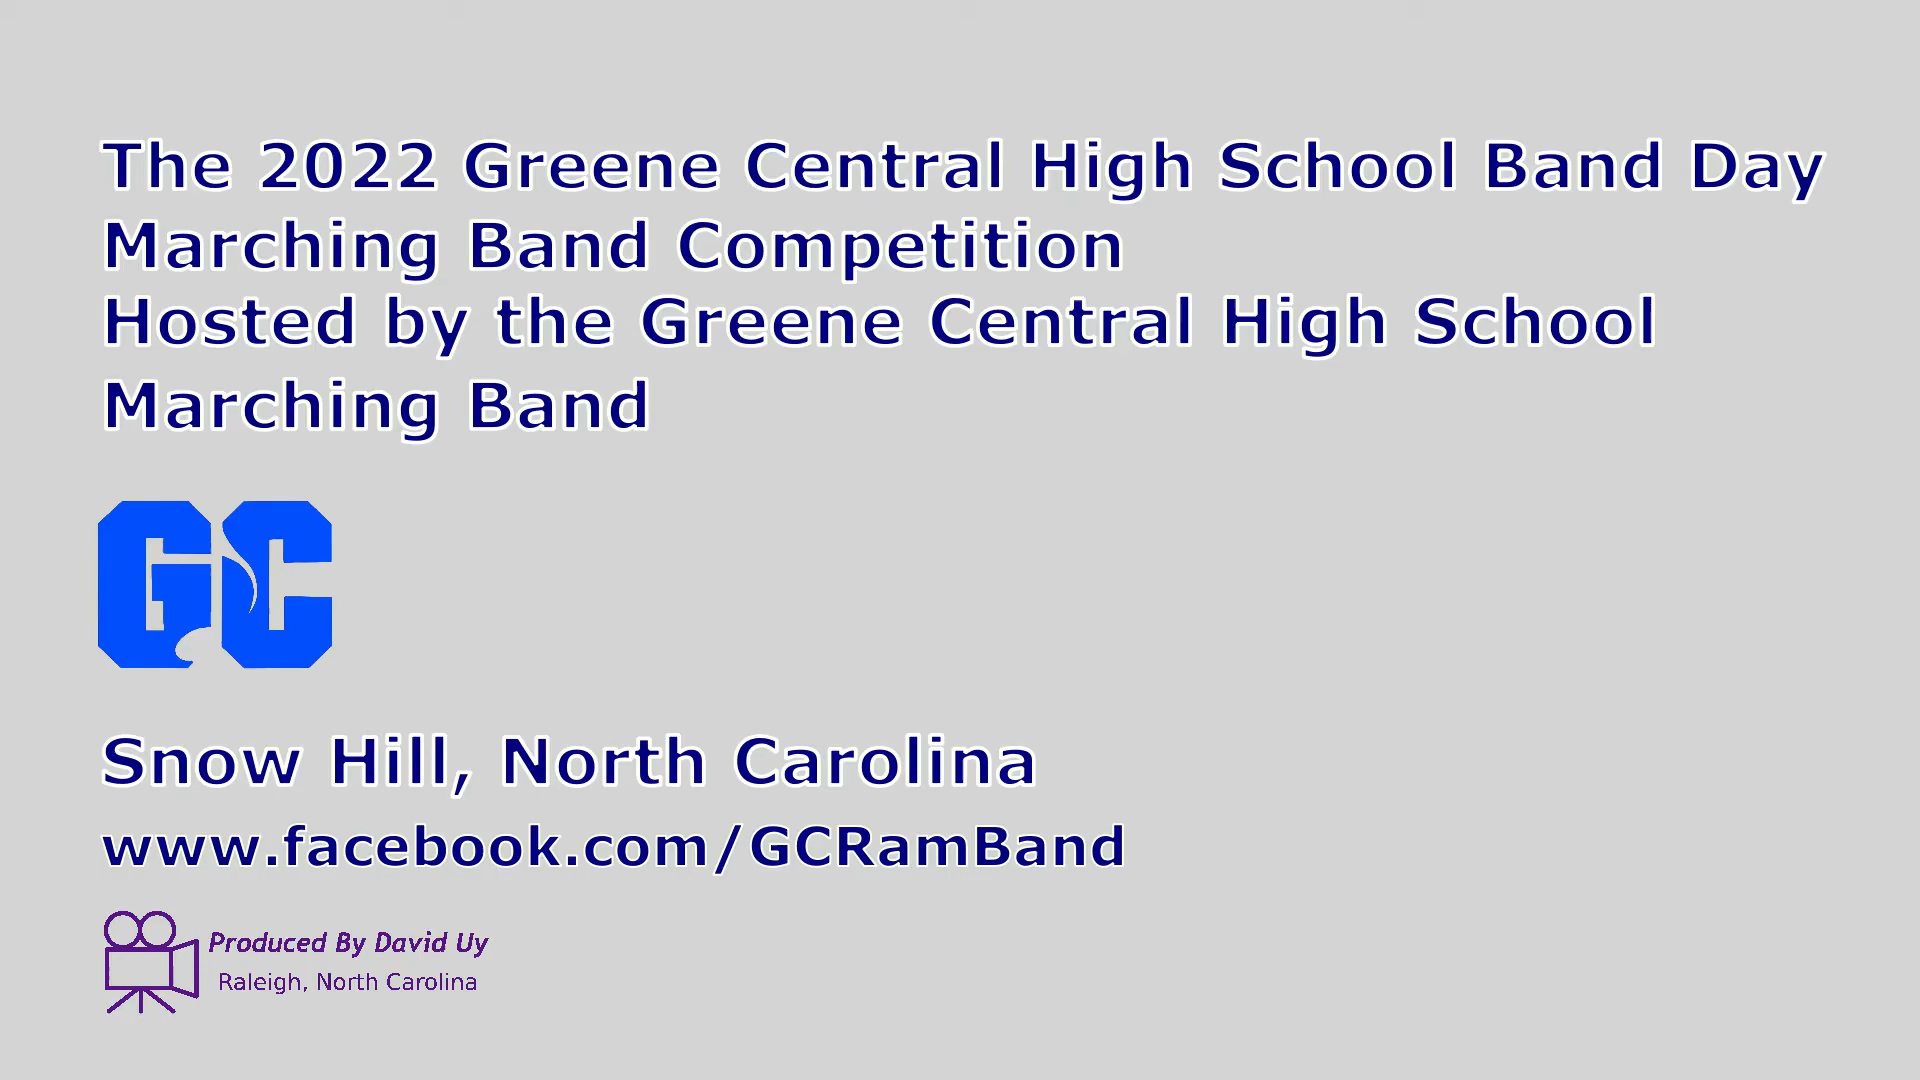 The 2022 Greene Central High School Band Day
Marching Band Competition
Hosted by the Greene Central High School
Marching Band
GC
Snow Hill, North Carolina
www.facebook.com/GCRamBand
Produced By David Uy
Raleigh, North Carolina